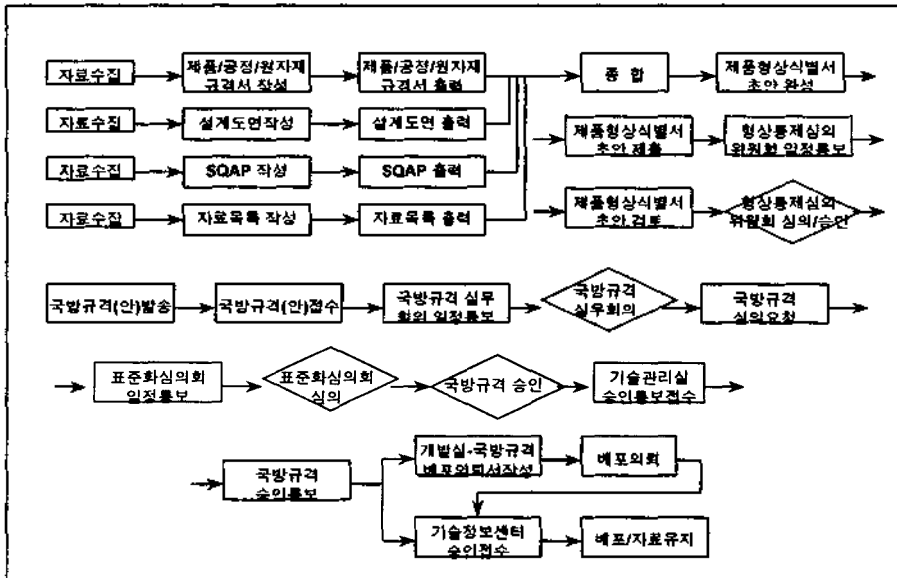 자료수집
제품/공정/원자재
규격서 작성
제품/공정/원자재
규격서 출력
종 합
제품형상식별서
초안 완성
자료수집
설계도면작성
설계도면 출력
제품형상식별서
초안 제출
형상통제심의
위원회 일정통보
자료수집
SQAP 작성
SQAP 출력
자료수집
자료목록 작성
자료목록 출력
제품형상식별서
초안 검토
형상통제심의
위원회 심의/승인
국방규격(안)발송
국방규격(안)접수
국방규격 실무
회의 일정통보
국방규격
실무회의
국방규격
심의요청
표준화심의회
일정통보
표준화심의회
심의
국방규격 승인
기술관리실
승인통보접수
국방규격
승인통보
개발실-국방규격
배포의뢰서작성
배포의뢰
기술정보센터
승인접수
배포/자료유지